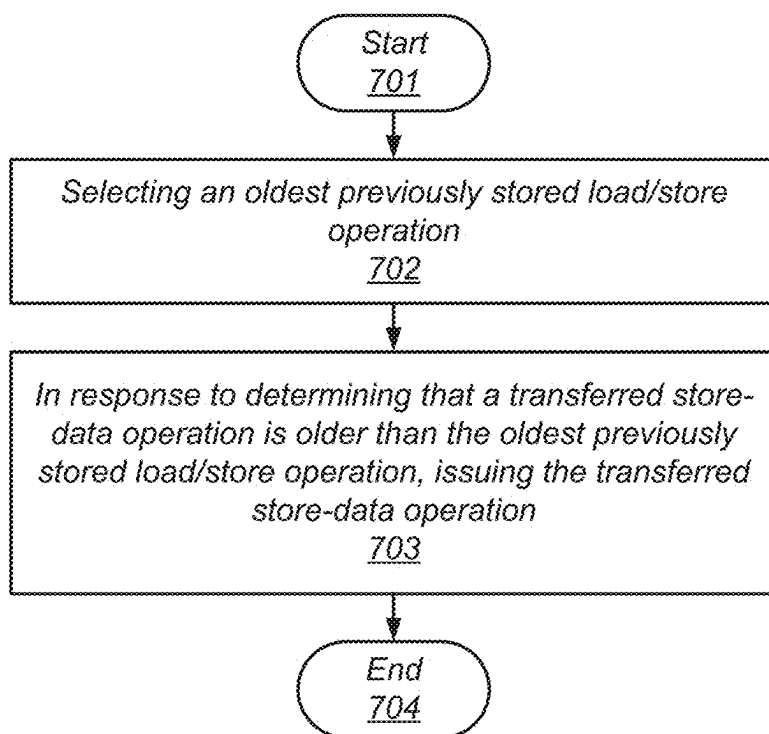 Start
701
Selecting an oldest previously stored load/store
operation
702
In response to determining that a transferred store-
data operation is older than the oldest previously
stored load/store operation, issuing the transferred
store-data operation
703
End
704